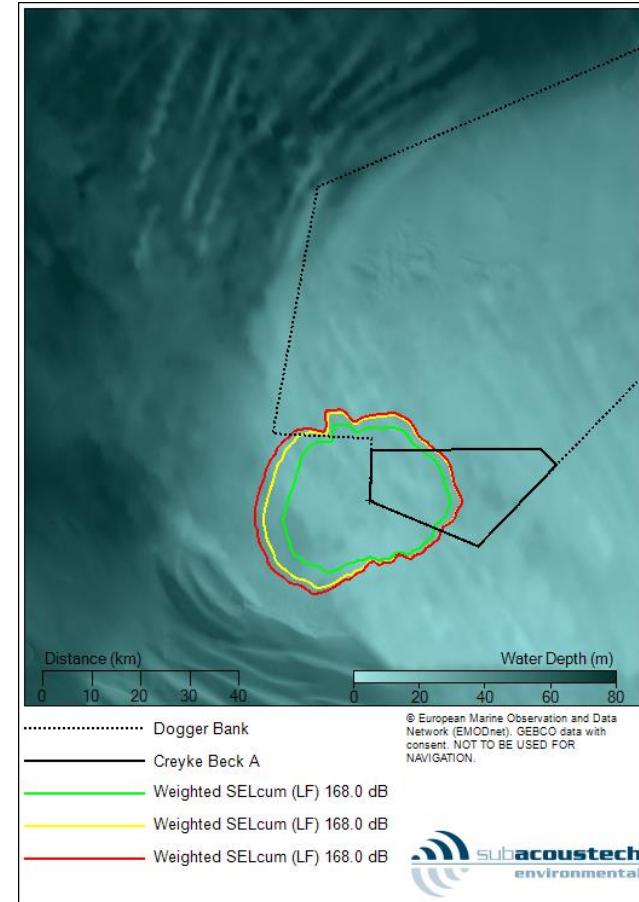 Distance (km)
0 10 20 30 40
Water Depth (m)
0 20 40 60 80
Dogger Bank
Creyke Beck A
Weighted SELcum (LF) 168.0 dB
Weighted SELcum (LF) 168.0 dB
Weighted SELcum (LF) 168.0 dB
© European Marine Observation and Data
Network (EMODnet). GEBCO data with
consent. NOT TO BE USED FOR
NAVIGATION.
subacoustech
environmental